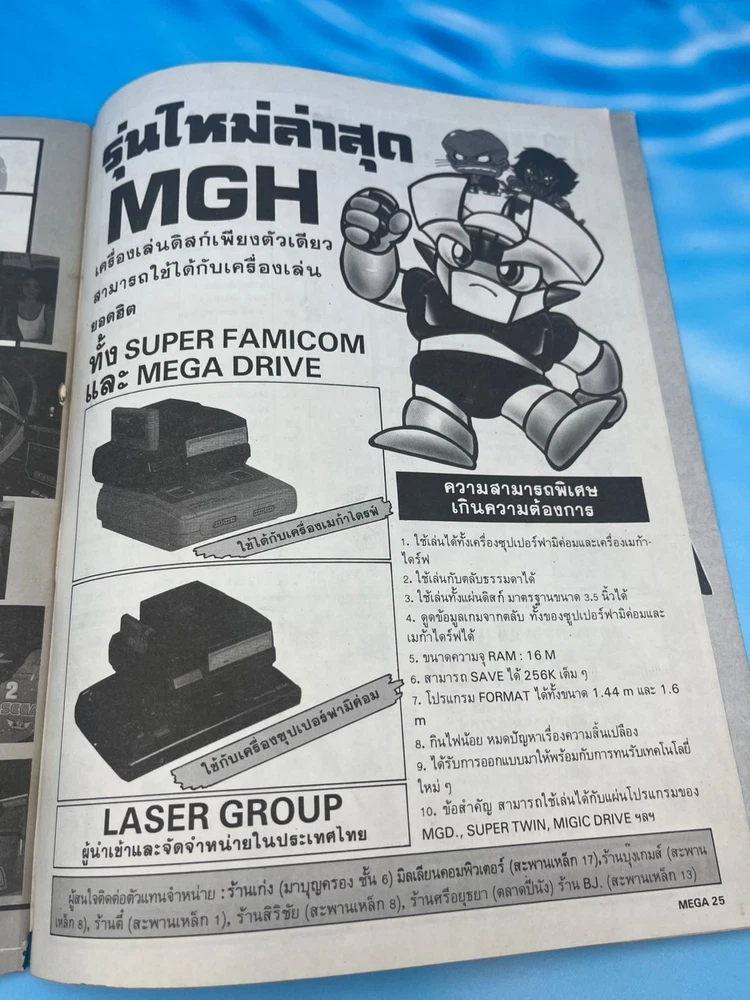 รุ่นใหม่ล่าสุด
MGH
เครื่องเล่นดิสก์เพียงตัวเดียว
สามารถใช้ได้กับเครื่องเล่น
ยอดฮิต
ทั้ง SUPER FAMICOM
และ MEGA DRIVE
ใช้ได้กับเครื่องเมก้าไดรฟ์
ใช้กับเครื่องซุปเปอร์ฟามิค่อม
LASER GROUP
ผู้นำเข้าและจัดจำหน่ายในประเทศไทย
ความสามารถพิเศษ
เกินความต้องการ
1. ใช้เล่นได้ทั้งเครื่องซุปเปอร์ฟามิค่อมและเครื่องเมก้า-
ไดร์ฟ
2. ใช้เล่นกับตลับธรรมดาได้
3. ใช้เล่นทั้งแผ่นดิสก์ มาตรฐานขนาด 3.5 นิ้วได้
4. ดูดข้อมูลเกมจากตลับ ทั้งของซูปเปอร์ฟามิค่อมและ
เมก้าไดร์ฟได้
5. ขนาดความจุ RAM : 16 M
6. สามารถ SAVE ได้ 256K เต็ม ๆ
7. โปรแกรม FORMAT ได้ทั้งขนาด 1.44 m และ 1.6
m
8. กินไฟน้อย หมดปัญหาเรื่องความสิ้นเปลือง
9. ได้รับการออกแบบมาให้พร้อมกับการทนรับเทคโนโลยี่
ใหม่ ๆ
10. ข้อสำคัญ สามารถใช้เล่นได้กับแผ่นโปรแกรมของ
MGD., SUPER TWIN, MIGIC DRIVE ฯลฯ
ผู้สนใจติดต่อตัวแทนจำหน่าย : ร้านเก่ง (มาบุญครอง ชั้น 6) มิลเลียนคอมพิวเตอร์ (สะพานเหล็ก 17),ร้านบุ๊งเกมส์ (สะพาน
เหล็ก 8), ร้านตี๋ (สะพานเหล็ก 1), ร้านสิริชัย (สะพานเหล็ก 8), ร้านศรีอยุธยา (ตลาดปีนัง) ร้าน BJ. (สะพานเหล็ก 13)
MEGA 25
2